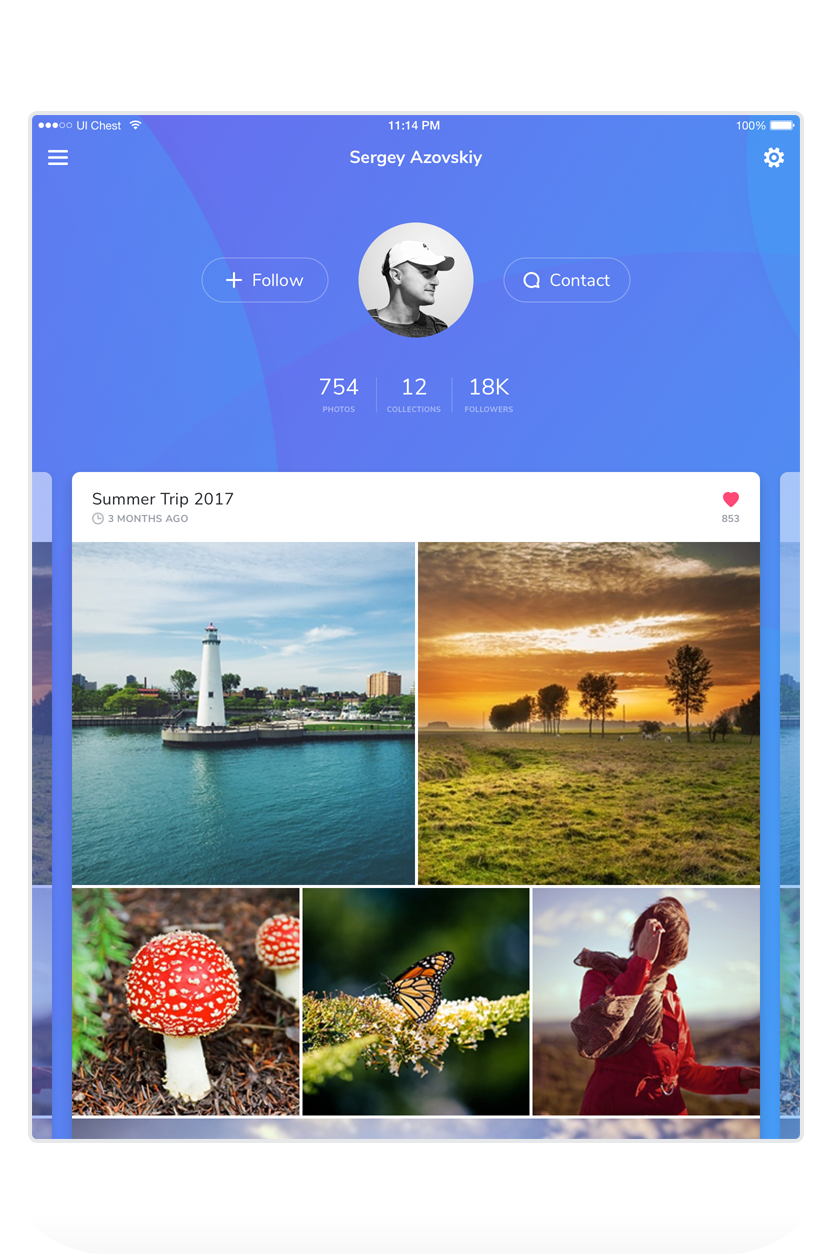 UI Chest 11:14 PM 100%
Sergey Azovskiy
Follow Contact
754 12 18K
PHOTOS COLLECTIONS FOLLOWERS
Summer Trip 2017
3 MONTHS AGO 853